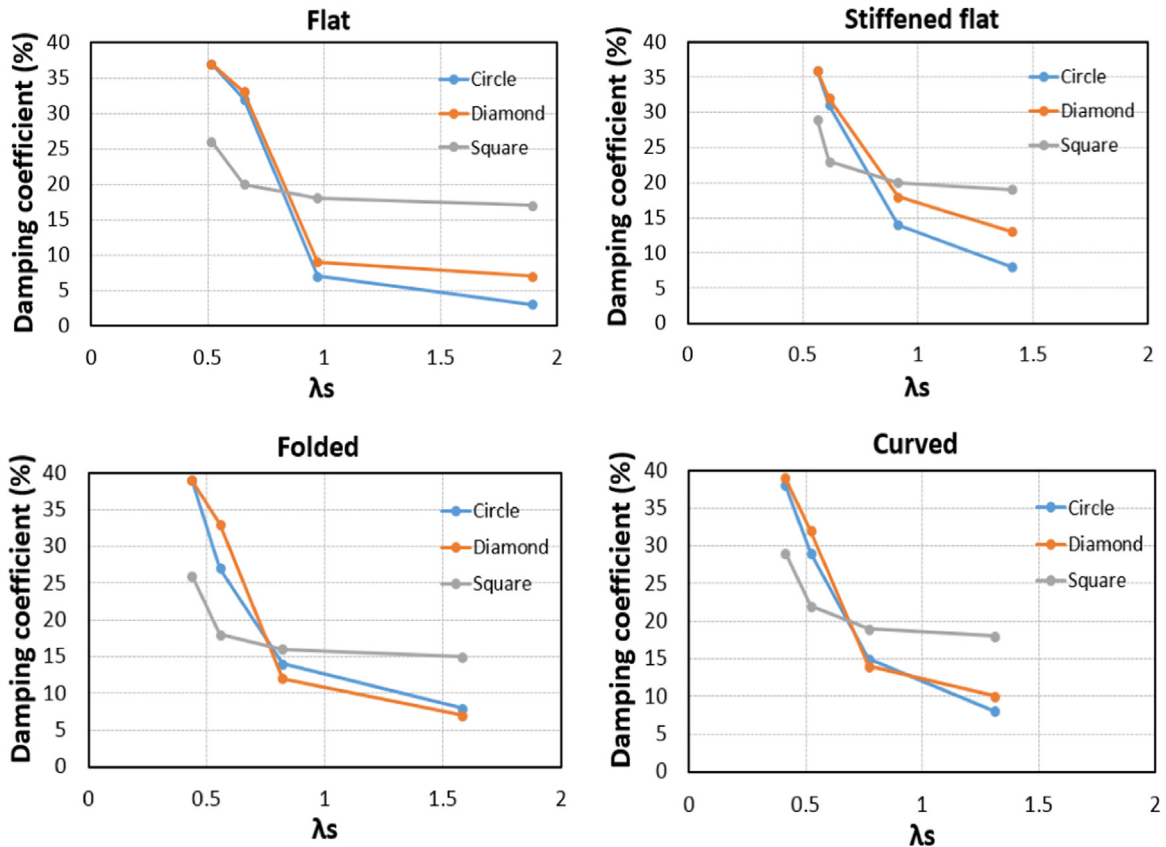 Flat
Damping coefficient (%)
40
35
30
25
20
15
10
5
0
Circle
Diamond
Square
0 0.5 1 1.5 2
λs
Stiffened flat
Damping coefficient (%)
40
35
30
25
20
15
10
5
0
Circle
Diamond
Square
0 0.5 1 1.5 2
λs
Folded
Damping coefficient (%)
40
35
30
25
20
15
10
5
0
Circle
Diamond
Square
0 0.5 1 1.5 2
λs
Curved
Damping coefficient (%)
40
35
30
25
20
15
10
5
0
Circle
Diamond
Square
0 0.5 1 1.5 2
λs